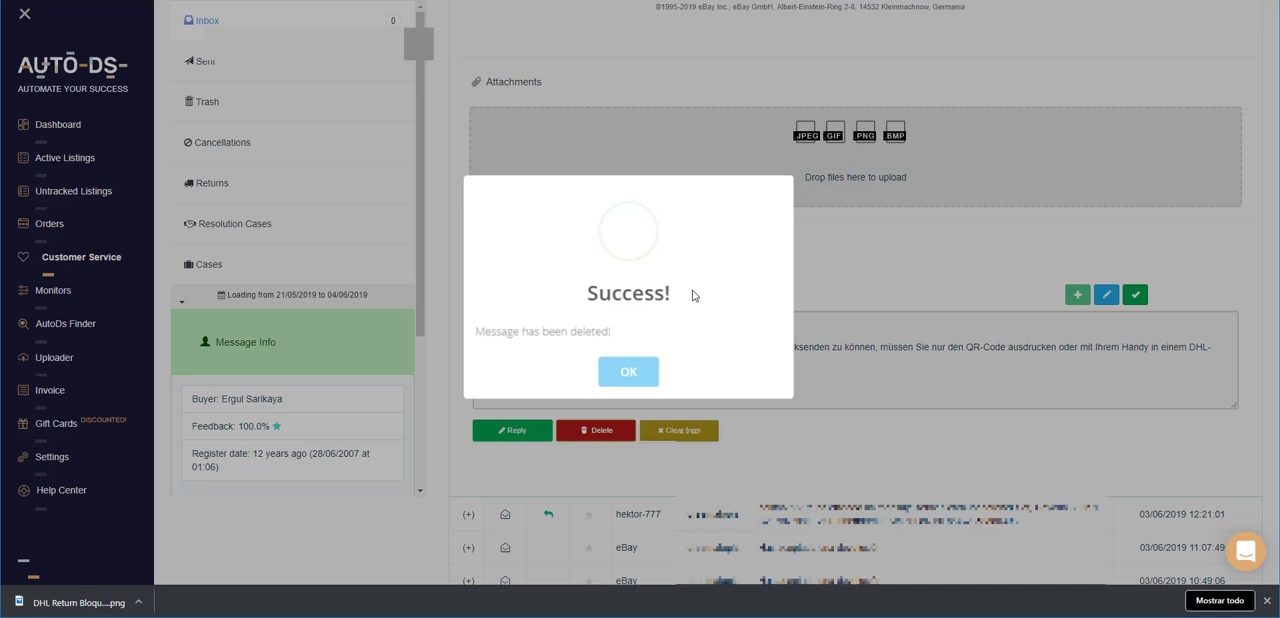 ©1995-2019 eBay Inc., eBay GmbH, Albert-Einstein-Ring 2-6, 14532 Kleinmachnow, Germania
AUTO-DS-
AUTOMATE YOUR SUCCESS
Dashboard
Active Listings
Untracked Listings
Orders
Customer Service
Monitors
AutoDs Finder
Uploader
Invoice
Gift Cards DISCOUNTED!
Settings
Help Center
Inbox 0
Sent
Trash
Cancellations
Returns
Resolution Cases
Cases
Loading from 21/05/2019 to 04/06/2019
Message Info
Buyer: Ergul Sarikaya
Feedback: 100.0%
Register date: 12 years ago (28/06/2007 at
01:06)
Attachments
.JPEG .GIF .PNG .BMP
Drop files here to upload
Success!
Message has been deleted!
OK
cksenden zu können, müssen Sie nur den QR-Code ausdrucken oder mit Ihrem Handy in einem DHL-
Reply Delete
(+) hektor-777 03/06/2019 12:21:01
(+) eBay 03/06/2019 11:07:49
(+) eBay 03/06/2019 10:49:06
DHL Return Bloqu....png
Mostrar todo